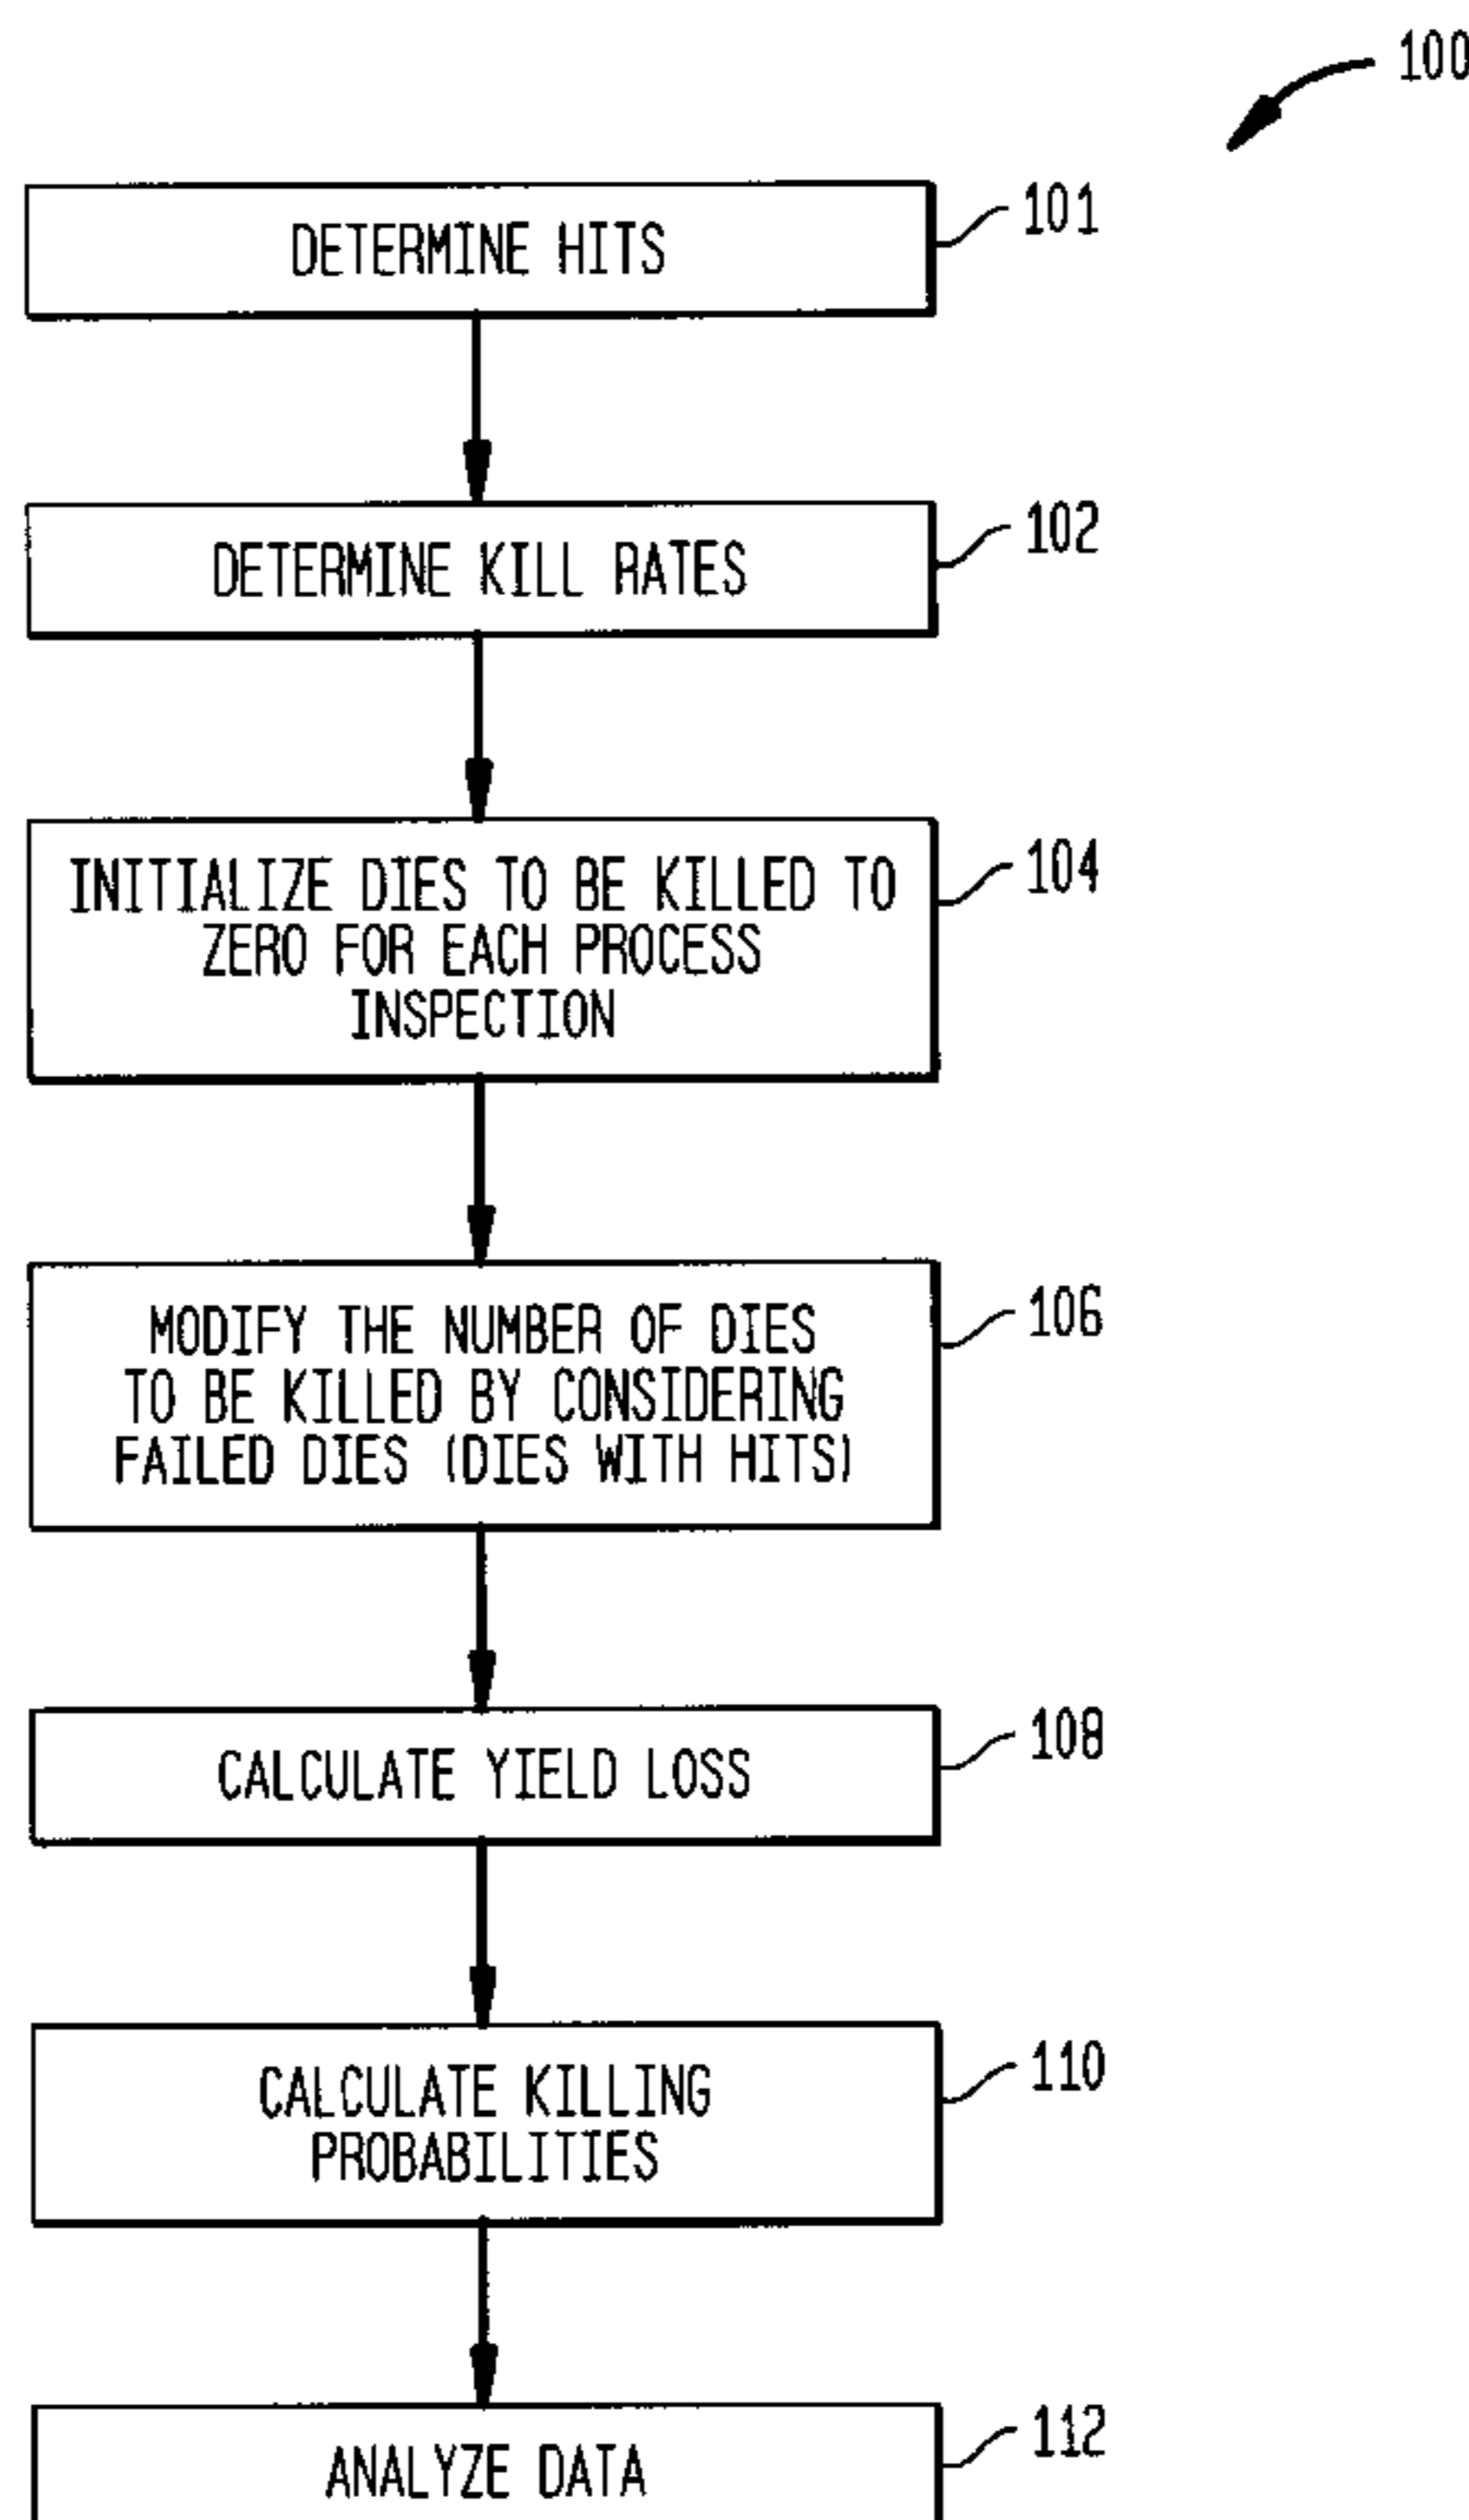 100
DETERMINE HITS
101
DETERMINE KILL RATES
102
INITIALIZE DIES TO BE KILLED TO
ZERO FOR EACH PROCESS
INSPECTION
104
MODIFY THE NUMBER OF DIES
TO BE KILLED BY CONSIDERING
FAILED DIES (DIES WITH HITS)
106
CALCULATE YIELD LOSS
108
CALCULATE KILLING
PROBABILITIES
110
ANALYZE DATA
112